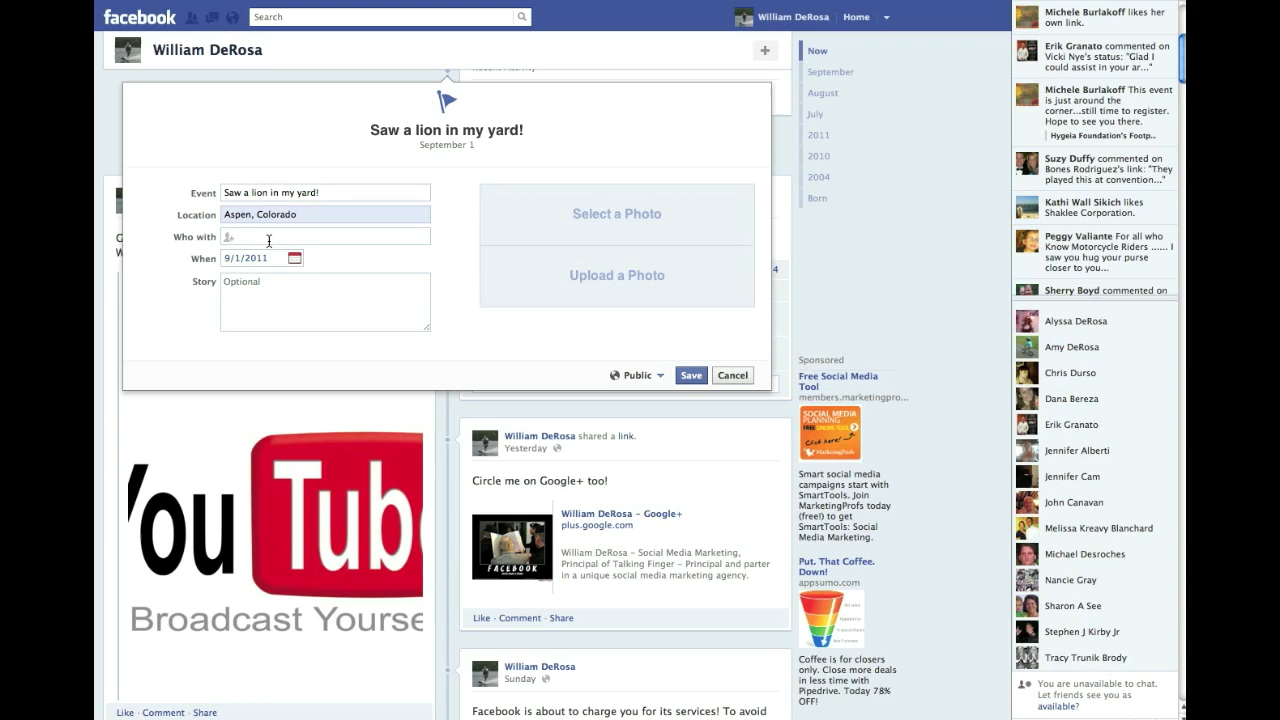 facebook
Search
William DeRosa
Home
William DeRosa
Saw a lion in my yard!
September 1
Event
Saw a lion in my yard!
Location
Aspen, Colorado
Who with
When
9/1/2011
Story
Optional
Select a Photo
Upload a Photo
Public
Save
Cancel
4
You Tub
Broadcast Yourse
Like · Comment · Share
William DeRosa shared a link.
Yesterday
Circle me on Google+ too!
FACEBOOK
William DeRosa – Google+
plus.google.com
William DeRosa – Social Media Marketing,
Principal of Talking Finger – Principal and parter
in a unique social media marketing agency.
Like · Comment · Share
William DeRosa
Sunday
Facebook is about to charge you for its services! To avoid
Now
September
August
July
2011
2010
2004
Born
Sponsored
Free Social Media
Tool
members.marketingpro...
SOCIAL MEDIA
PLANNING
FREE ONLINE TOOL
Click here!
MarketingProfs
Smart social media
campaigns start with
SmartTools. Join
MarketingProfs today
(free!) to get
SmartTools: Social
Media Marketing.
Put. That Coffee.
Down!
appsumo.com
Coffee is for closers
only. Close more deals
in less time with
Pipedrive. Today 78%
OFF!
Michele Burlakoff likes her
own link.
Erik Granato commented on
Vicki Nye's status: "Glad I
could assist in your ar..."
Michele Burlakoff This event
is just around the
corner...still time to register.
Hope to see you there.
Hygeia Foundation's Footp...
Suzy Duffy commented on
Bones Rodriguez's link: "They
played this at convention..."
Kathi Wall Sikich likes
Shaklee Corporation.
Peggy Valiante For all who
Know Motorcycle Riders ...... I
saw you hug your purse
closer to you...
Sherry Boyd commented on
Alyssa DeRosa
Amy DeRosa
Chris Durso
Dana Bereza
Erik Granato
Jennifer Alberti
Jennifer Cam
John Canavan
Melissa Kreavy Blanchard
Michael Desroches
Nancie Gray
Sharon A See
Stephen J Kirby Jr
Tracy Trunik Brody
You are unavailable to chat.
Let friends see you as
available?